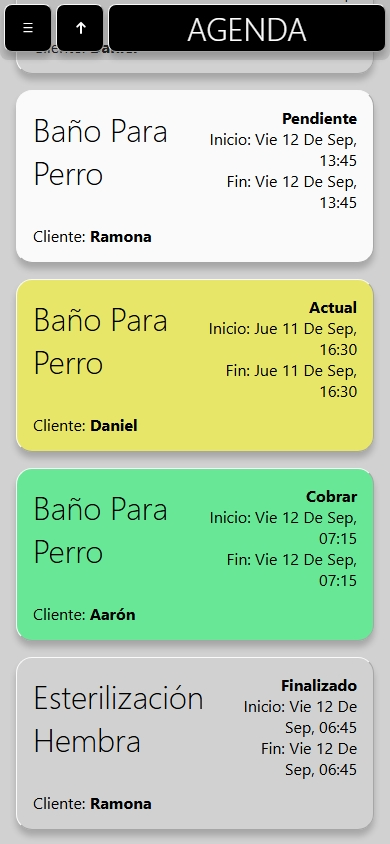 ☰ ↑ AGENDA
Baño Para
Perro
Pendiente
Inicio: Vie 12 De Sep,
13:45
Fin: Vie 12 De Sep,
13:45
Cliente: Ramona
Baño Para
Perro
Actual
Inicio: Jue 11 De Sep,
16:30
Fin: Jue 11 De Sep,
16:30
Cliente: Daniel
Baño Para
Perro
Cobrar
Inicio: Vie 12 De Sep,
07:15
Fin: Vie 12 De Sep,
07:15
Cliente: Aarón
Esterilización
Hembra
Finalizado
Inicio: Vie 12 De
Sep, 06:45
Fin: Vie 12 De
Sep, 06:45
Cliente: Ramona